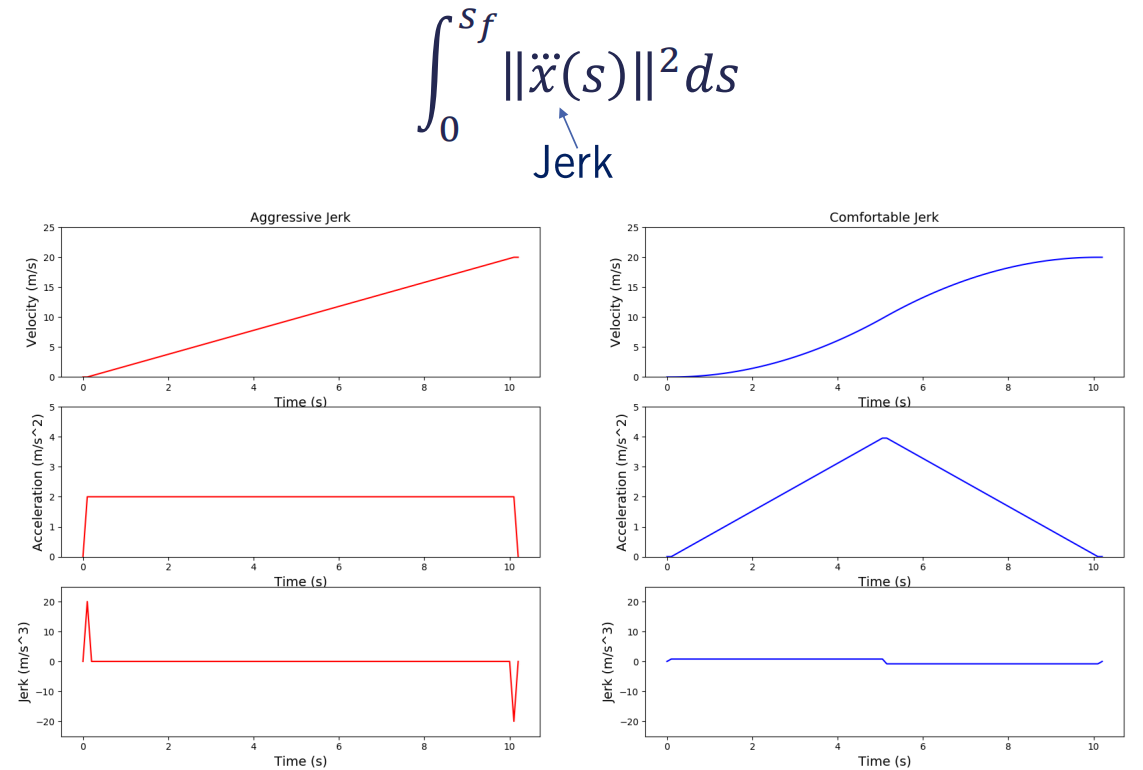 ∫₀^{s_f} ‖x⃛(s)‖² ds
Jerk
Aggressive Jerk
25
20
15
10
5
0
Velocity (m/s)
0 2 4 6 8 10
Time (s)
5
4
3
2
1
0
Acceleration (m/s^2)
0 2 4 6 8 10
Time (s)
20
10
0
−10
−20
Jerk (m/s^3)
0 2 4 6 8 10
Time (s)
Comfortable Jerk
25
20
15
10
5
0
Velocity (m/s)
0 2 4 6 8 10
Time (s)
5
4
3
2
1
0
Acceleration (m/s^2)
0 2 4 6 8 10
Time (s)
20
10
0
−10
−20
Jerk (m/s^3)
0 2 4 6 8 10
Time (s)